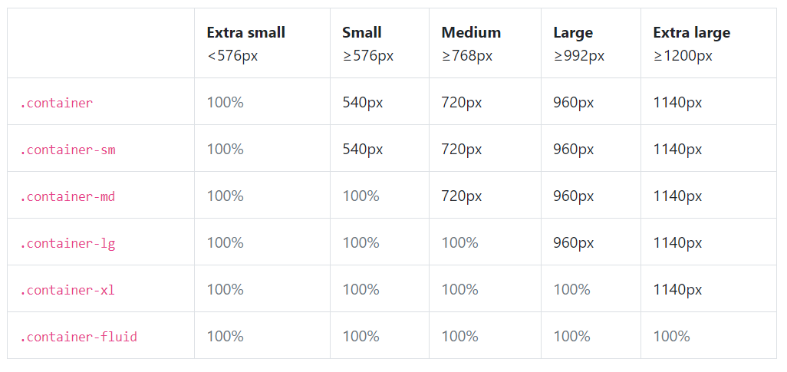 Extra small Small Medium Large Extra large
<576px ≥576px ≥768px ≥992px ≥1200px
.container 100% 540px 720px 960px 1140px
.container-sm 100% 540px 720px 960px 1140px
.container-md 100% 100% 720px 960px 1140px
.container-lg 100% 100% 100% 960px 1140px
.container-xl 100% 100% 100% 100% 1140px
.container-fluid 100% 100% 100% 100% 100%